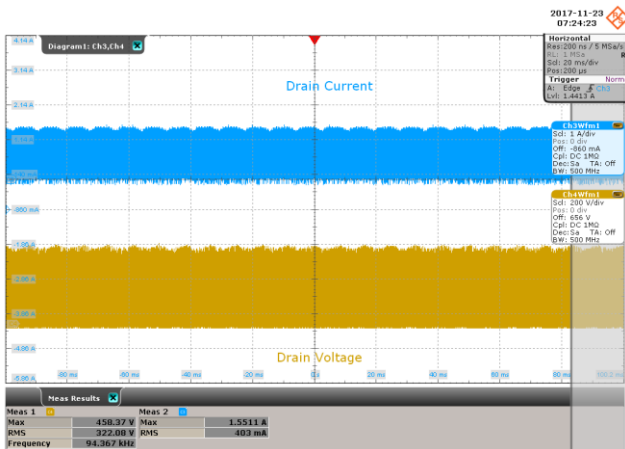 2017-11-23
07:24:23
Diagram1: Ch3,Ch4
Horizontal
Res:200 ns / 5 MSa/s
RL: 1 MSa R
Scl: 20 ms/div
Pos:200 µs
Trigger Norm
A: Edge Ch3
Lvl: 1.4413 A
4.14 A
3.14 A
2.14 A
Drain Current
Ch3Wfm1
Scl: 1 A/div
Pos: 0 div
Off: -860 mA
Cpl: DC 1MΩ
Dec:Sa TA: Off
BW: 500 MHz
-860 mA
Ch4Wfm1
Scl: 200 V/div
Pos: 0 div
Off: 656 V
Cpl: DC 1MΩ
Dec:Sa TA: Off
BW: 500 MHz
-4.86 A
Drain Voltage
-5.86 A
-80 ms -60 ms -40 ms -20 ms 0s 20 ms 40 ms 60 ms 80 ms 100.2 ms
Meas Results
Meas 1 Meas 2
Max 458.37 V Max 1.5511 A
RMS 322.08 V RMS 403 mA
Frequency 94.367 kHz